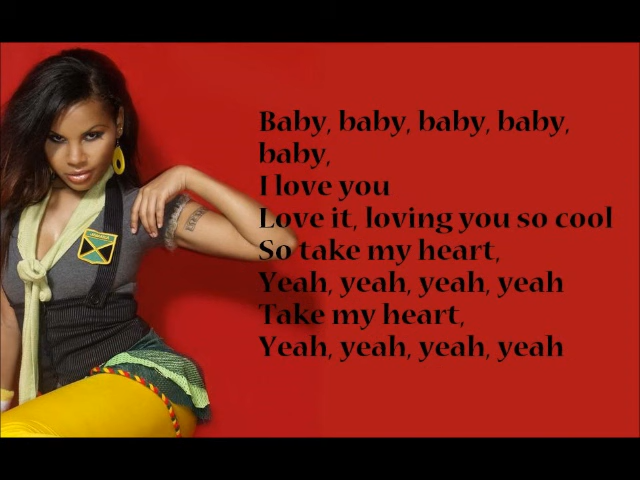 Baby, baby, baby, baby,
baby,
I love you
Love it, loving you so cool
So take my heart,
Yeah, yeah, yeah, yeah
Take my heart,
Yeah, yeah, yeah, yeah